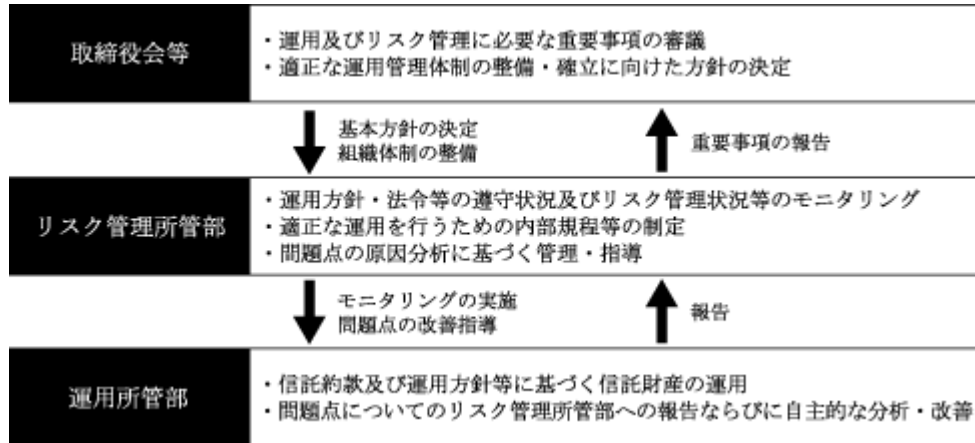 取締役会等
・運用及びリスク管理に必要な重要事項の審議
・適正な運用管理体制の整備・確立に向けた方針の決定
基本方針の決定
組織体制の整備
重要事項の報告
リスク管理所管部
・運用方針・法令等の遵守状況及びリスク管理状況等のモニタリング
・適正な運用を行うための内部規程等の制定
・問題点の原因分析に基づく管理・指導
モニタリングの実施
問題点の改善指導
報告
運用所管部
・信託約款及び運用方針等に基づく信託財産の運用
・問題点についてのリスク管理所管部への報告ならびに自主的な分析・改善